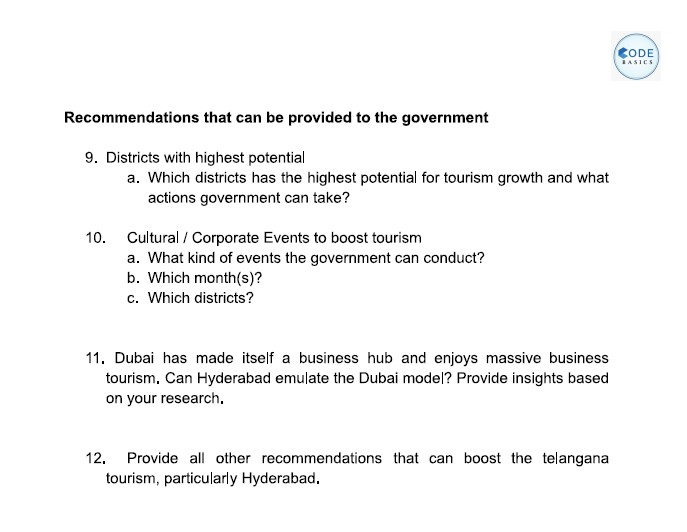 CODE
BASICS
Recommendations that can be provided to the government
9. Districts with highest potential
a. Which districts has the highest potential for tourism growth and what
actions government can take?
10. Cultural / Corporate Events to boost tourism
a. What kind of events the government can conduct?
b. Which month(s)?
c. Which districts?
11. Dubai has made itself a business hub and enjoys massive business
tourism. Can Hyderabad emulate the Dubai model? Provide insights based
on your research.
12. Provide all other recommendations that can boost the telangana
tourism, particularly Hyderabad.